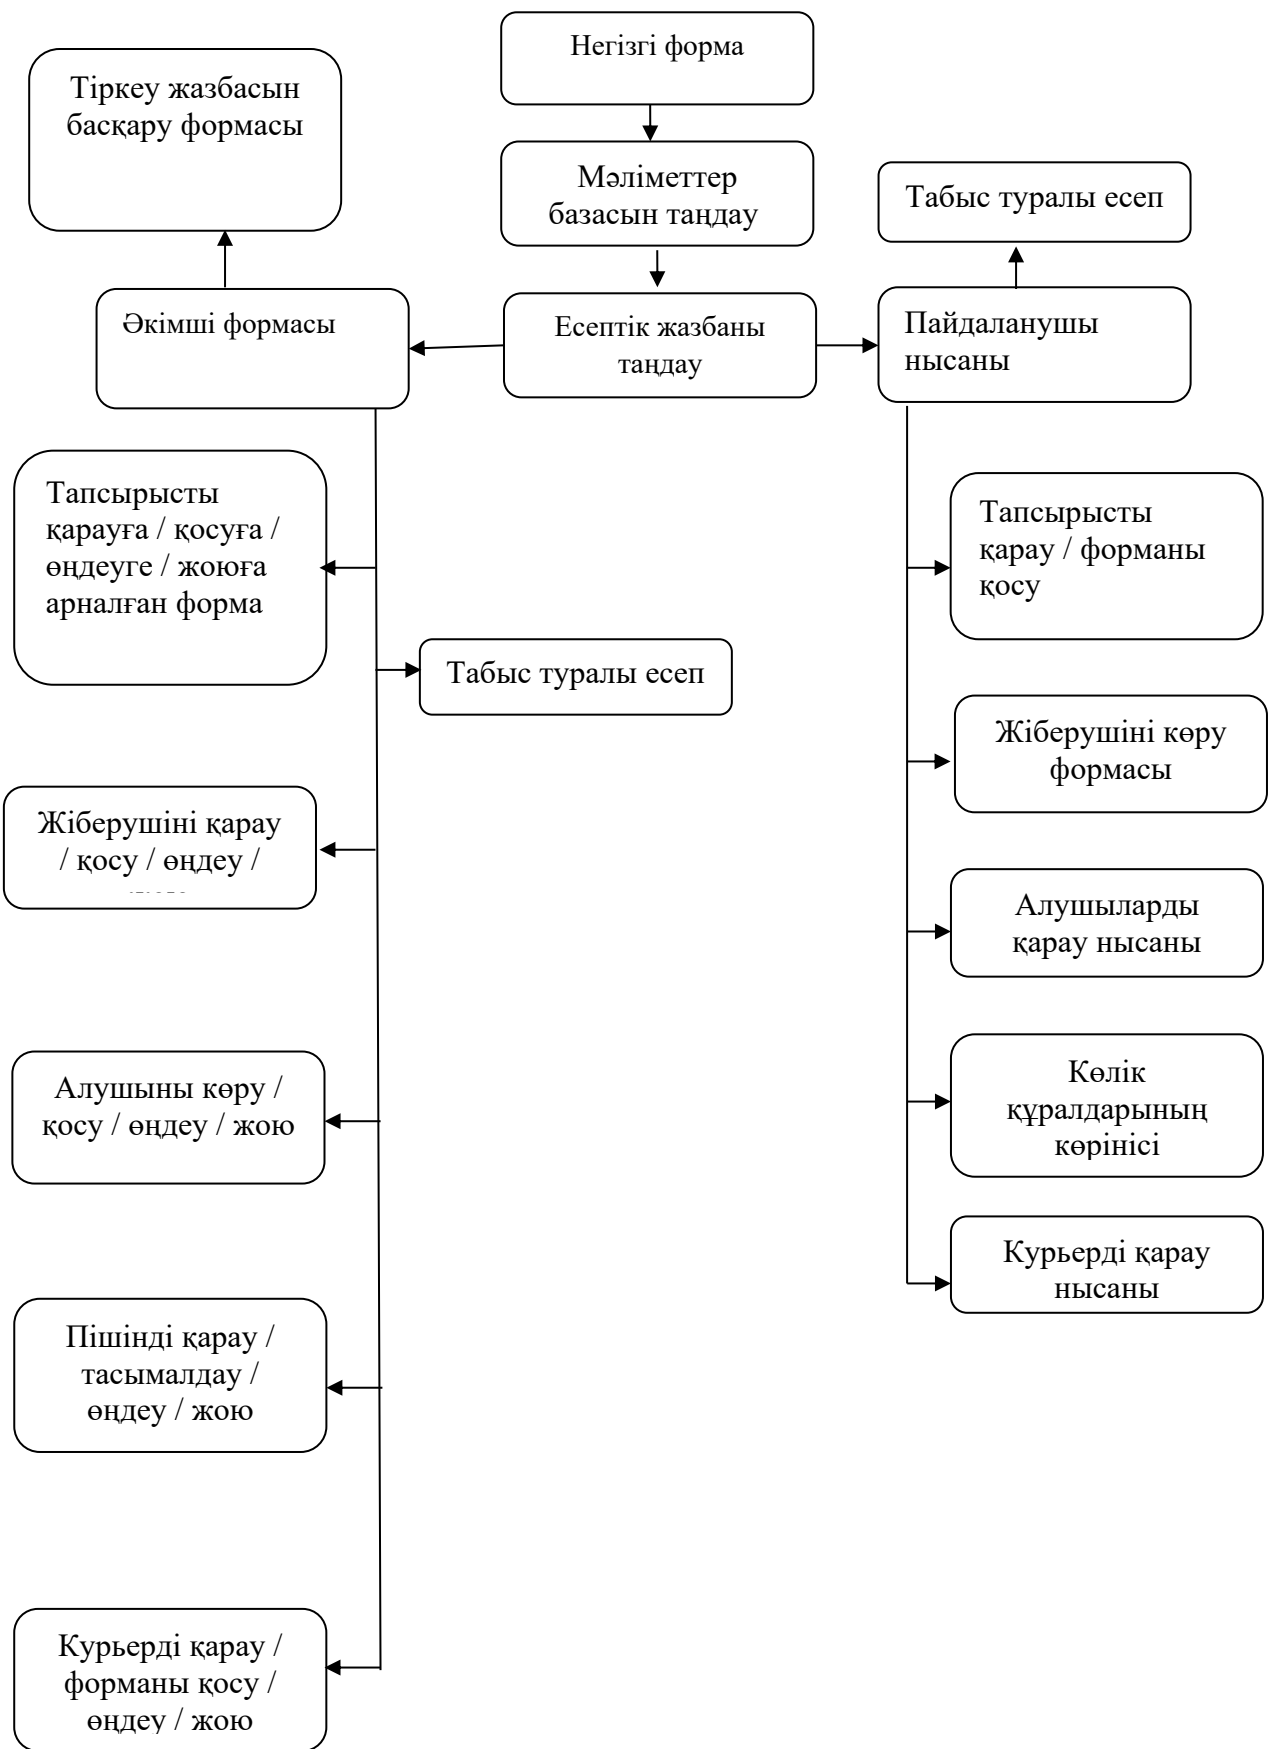 Негізгі форма
Тіркеу жазбасын
басқару формасы
Мәліметтер
базасын таңдау
Табыс туралы есеп
Әкімші формасы
Есептік жазбаны
таңдау
Пайдаланушы
нысаны
Тапсырысты
қарауға / қосуға /
өңдеуге / жоюға
арналған форма
Тапсырысты
қарау / форманы
қосу
Табыс туралы есеп
Жіберушіні көру
формасы
Жіберушіні қарау
/ қосу / өңдеу /
Алушыларды
қарау нысаны
Алушыны көру /
қосу / өңдеу / жою
Көлік
құралдарының
көрінісі
Курьерді қарау
нысаны
Пішінді қарау /
тасымалдау /
өңдеу / жою
Курьерді қарау /
форманы қосу /
өңдеу / жою